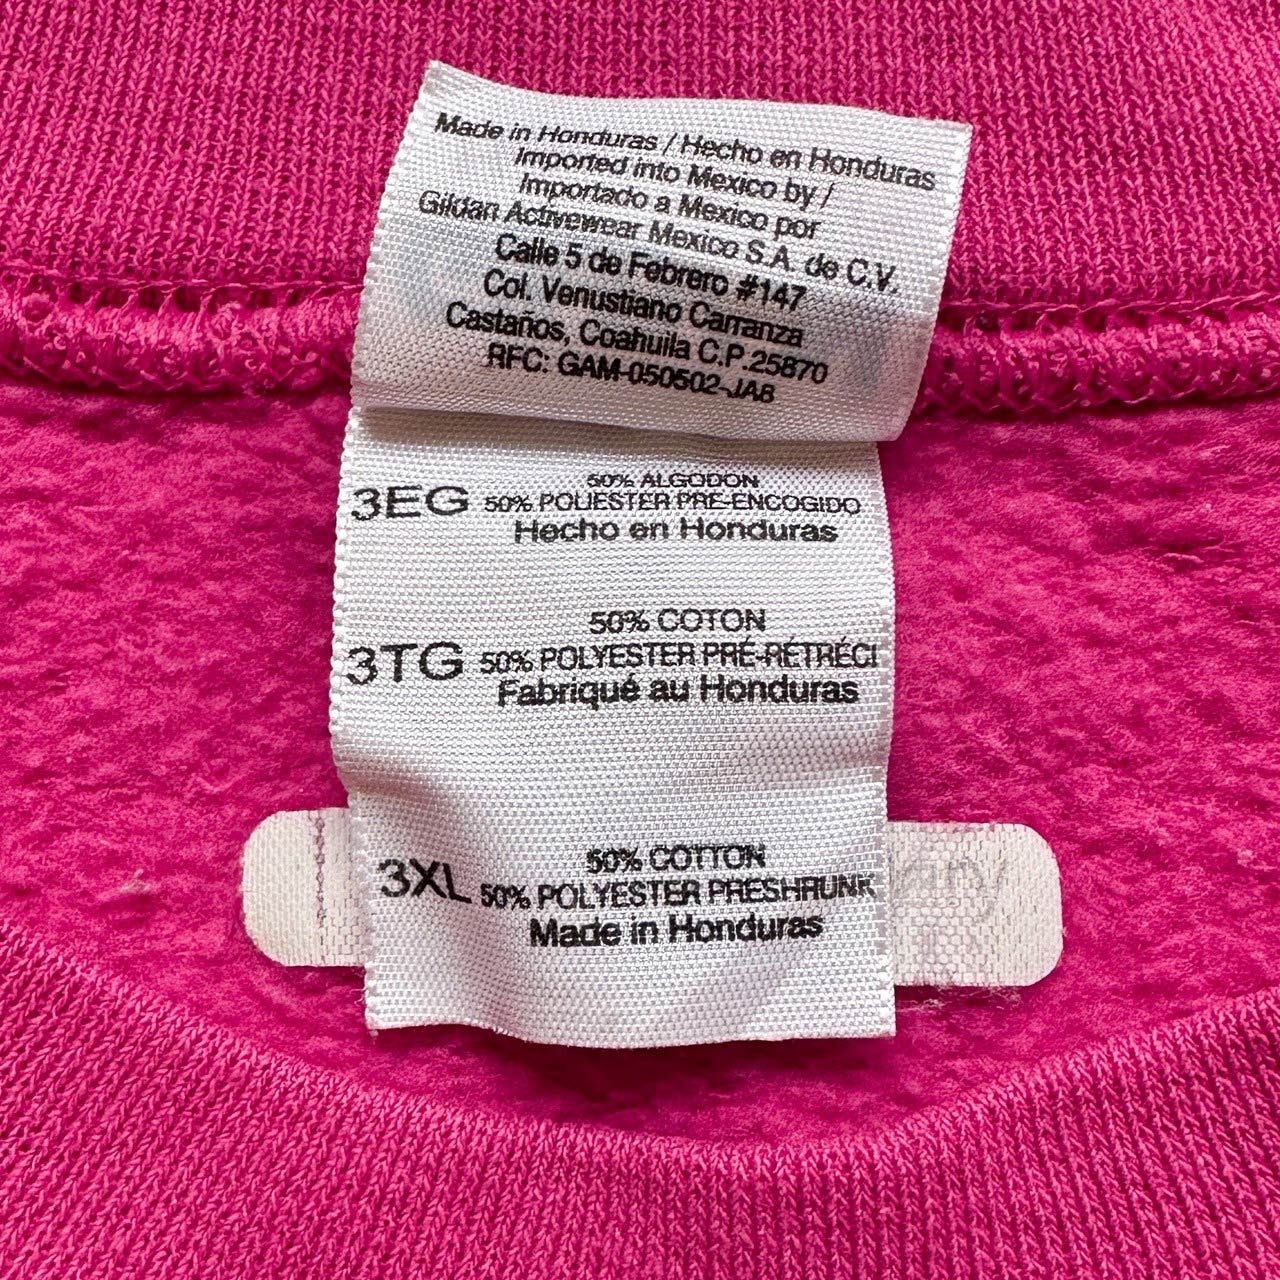 Made in Honduras / Hecho en Honduras
Imported into Mexico by /
Importado a Mexico por
Gildan Activewear Mexico S.A. de C.V.
Calle 5 de Febrero #147
Col. Venustiano Carranza
Castaños, Coahuila C.P.25870
RFC: GAM-050502-JA8
3EG
50% ALGODON
50% POLIESTER PRE-ENCOGIDO
Hecho en Honduras
3TG
50% COTON
50% POLYESTER PRÉ-RÉTRÉCI
Fabriqué au Honduras
3XL
50% COTTON
50% POLYESTER PRESHRUNK
Made in Honduras